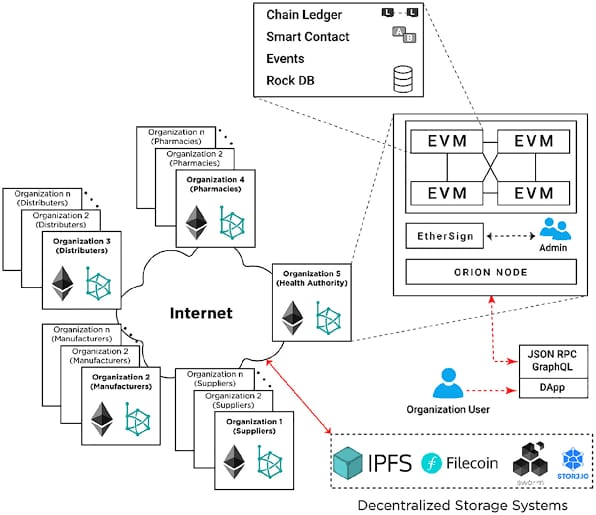 Chain Ledger
L
L
Smart Contact
A
B
Events
Rock DB
EVM
EVM
EVM
EVM
EtherSign
Admin
ORION NODE
Organization n
(Pharmacies)
Organization 2
(Pharmacies)
Organization 4
(Pharmacies)
Organization n
(Distributers)
Organization 2
(Distributers)
Organization 3
(Distributers)
Internet
Organization 5
(Health Authority)
Organization n
(Manufacturers)
Organization 2
(Manufacturers)
Organization 2
(Manufacturers)
Organization n
(Suppliers)
Organization 2
(Suppliers)
Organization 1
(Suppliers)
JSON RPC
GraphQL
DApp
Organization User
IPFS
Filecoin
swarm
STORJ.IO
Decentralized Storage Systems